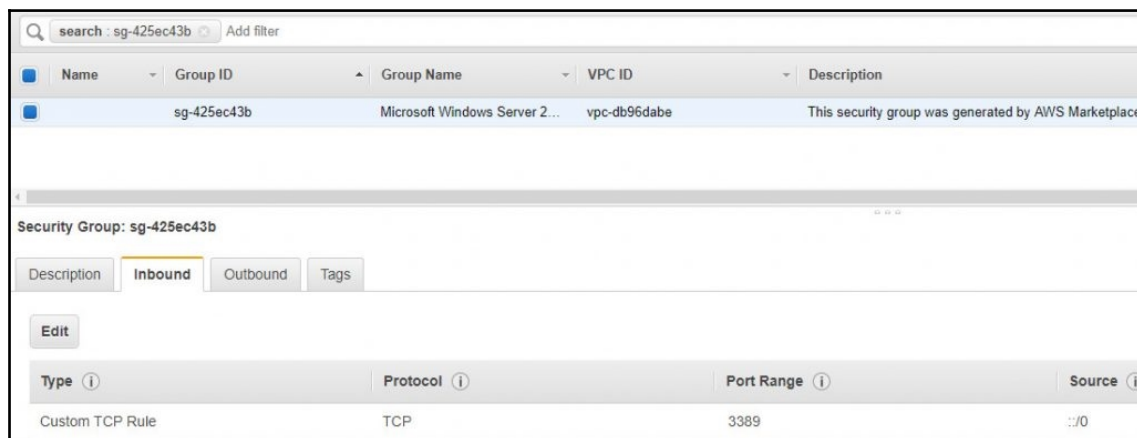 search : sg-425ec43b Add filter
Name Group ID Group Name VPC ID Description
sg-425ec43b Microsoft Windows Server 2... vpc-db96dabe This security group was generated by AWS Marketplace
Security Group: sg-425ec43b
Description Inbound Outbound Tags
Edit
Type Protocol Port Range Source
Custom TCP Rule TCP 3389 ::/0